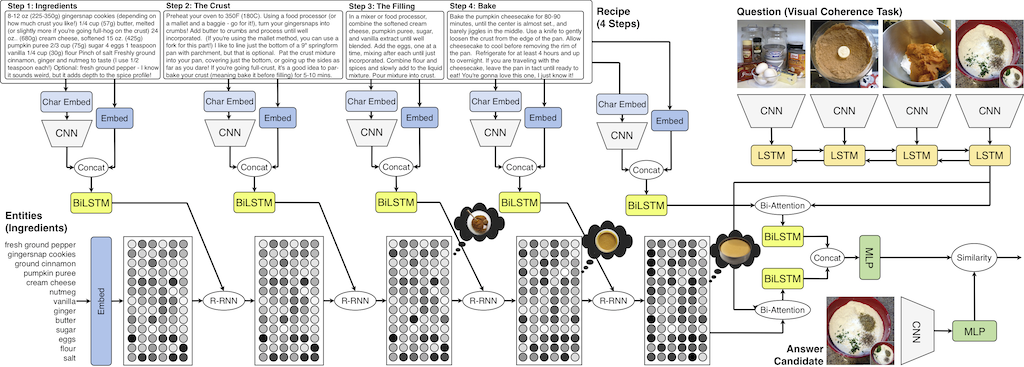 Step 1: Ingredients
8-12 oz (225-350g) gingersnap cookies (depending on
how much crust you like!) 1/4 cup (57g) butter, melted
(or slightly more if you're going full-hog on the crust) 24
oz.. (680g) cream cheese, softened 15oz (425g)
pumpkin puree 2/3 cup (75g) sugar 4 eggs 1 teaspoon
vanilla 1/4 cup (30g) flour Pinch of salt Freshly ground
cinnamon, ginger and nutmeg to taste (I use 1/2
teaspoon each!) Optional: fresh ground pepper - I know
it sounds weird, but it adds depth to the spice profile!
Step 2: The Crust
Preheat your oven to 350F (180C). Using a food processor (or
a mallet and a baggie - go for it!), turn your gingersnaps into
crumbs! Add butter to crumbs and process until well
incorporated. (If you're using the mallet method, you can use a
fork for this part!) I like to line just the bottom of a 9" springform
pan with parchment, but that is optional. Pat the crust mixture
into your pan, covering just the bottom, or going up the sides as
far as you dare! If you're going full-crust, it's a good idea to par-
bake your crust (meaning bake it before filling) for 5-10 mins.
Step 3: The Filling
In a mixer or food processor,
combine the softened cream
cheese, pumpkin puree, sugar,
and vanilla extract until well
blended. Add the eggs, one at a
time, mixing after each until just
incorporated. Combine flour and
spices and slowly add to the liquid
mixture. Pour mixture into crust.
Step 4: Bake
Bake the pumpkin cheesecake for 80-90
minutes, until the center is almost set., and
barely jiggles in the middle. Use a knife to gently
loosen the crust from the edge of the pan. Allow
cheesecake to cool before removing the rim of
the pan. Refrigerate for at least 4 hours and up
to overnight. If you are traveling with the
cheesecake, leave the pan in tact until ready to
eat! You're gonna love this one, I just know it!
Recipe
(4 Steps)
Question (Visual Coherence Task)
Char Embed
Embed
CNN
Concat
BiLSTM
Char Embed
Embed
CNN
Concat
BiLSTM
Char Embed
Embed
CNN
Concat
BiLSTM
Char Embed
Embed
CNN
Concat
BiLSTM
Char Embed
Embed
CNN
Concat
BiLSTM
CNN
CNN
CNN
CNN
LSTM
LSTM
LSTM
LSTM
Entities
(Ingredients)
fresh ground pepper
gingersnap cookies
ground cinnamon
pumpkin puree
cream cheese
nutmeg
vanilla
ginger
butter
sugar
eggs
flour
salt
Embed
R-RNN
R-RNN
R-RNN
R-RNN
Bi-Attention
BiLSTM
Concat
BiLSTM
Bi-Attention
MLP
Similarity
CNN
MLP
Answer
Candidate